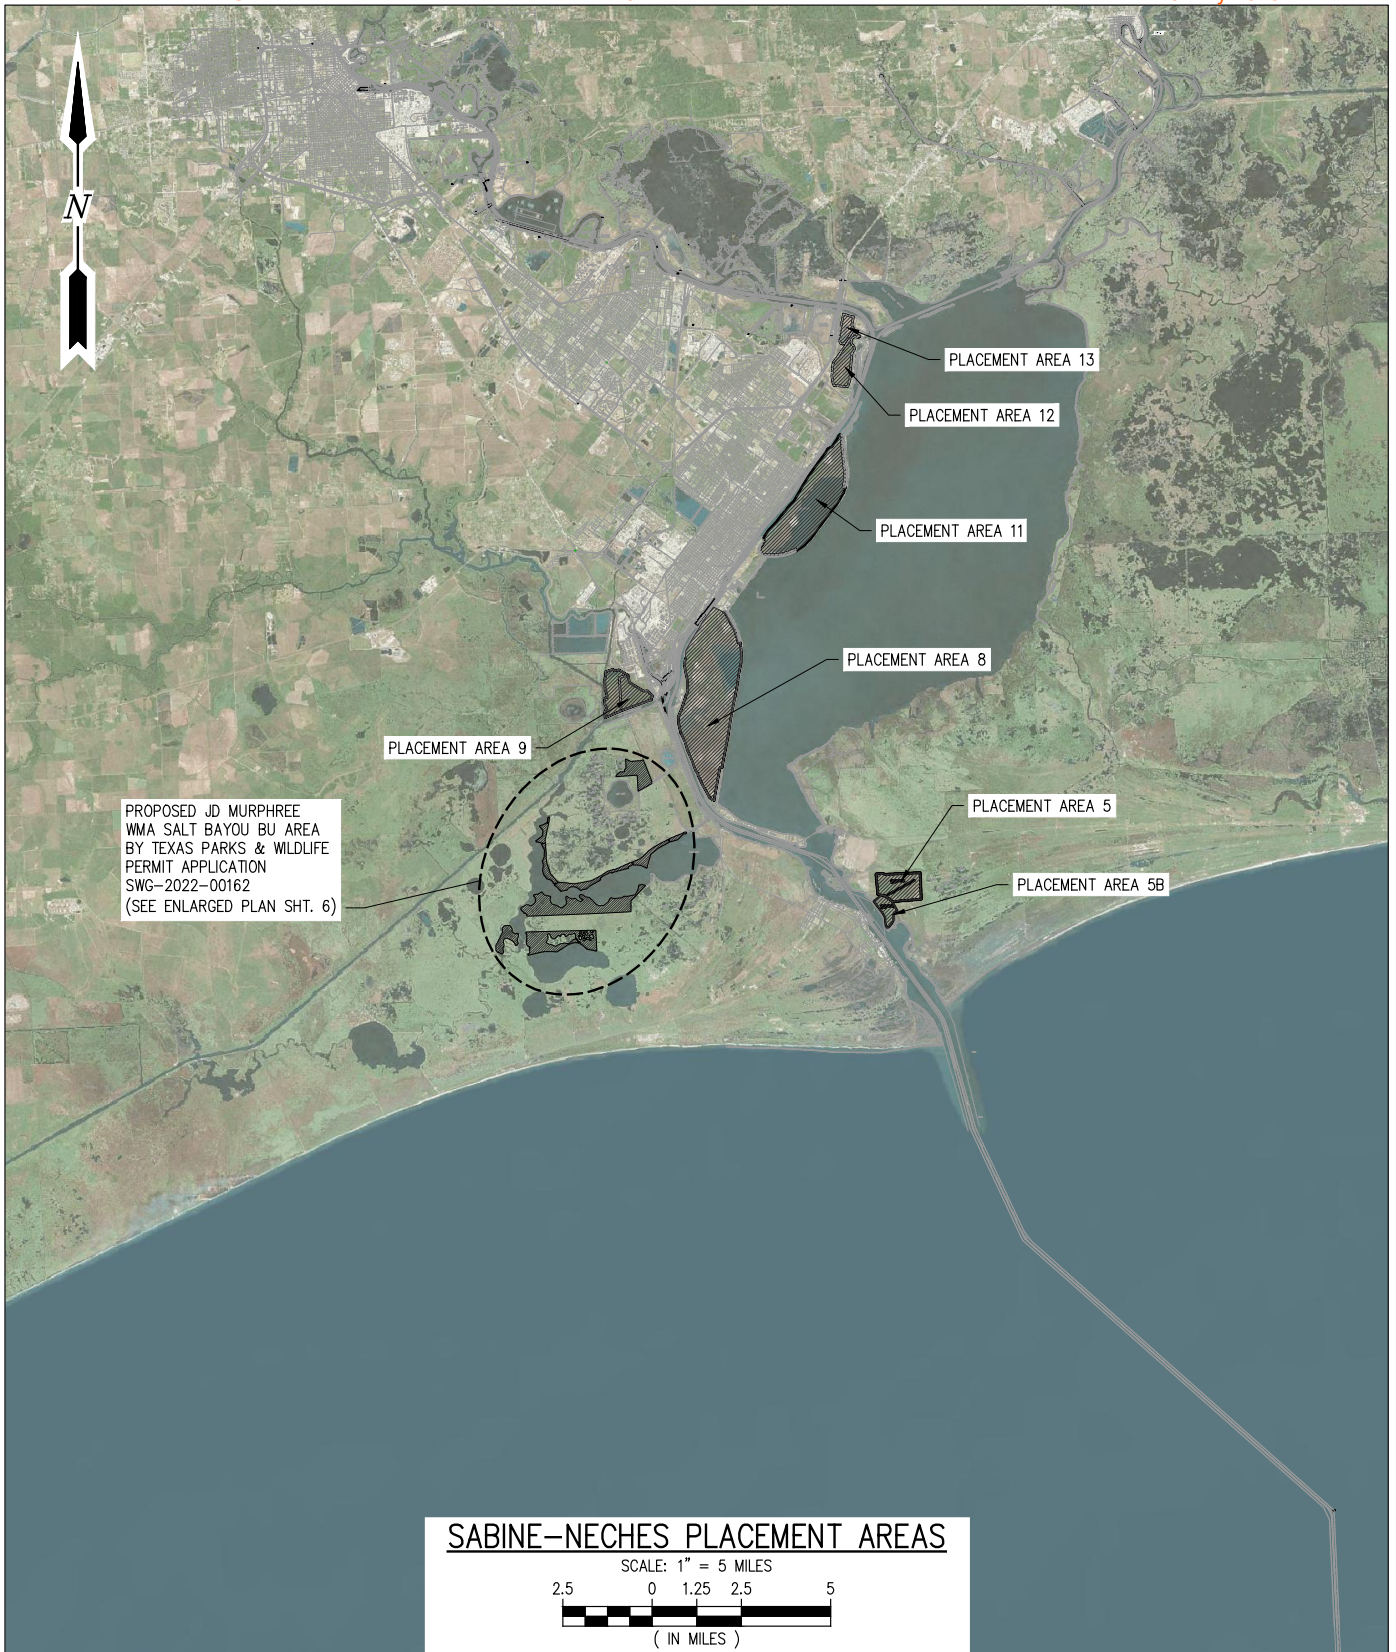 N
PLACEMENT AREA 13
PLACEMENT AREA 12
PLACEMENT AREA 11
PLACEMENT AREA 8
PLACEMENT AREA 9
PROPOSED JD MURPHREE
WMA SALT BAYOU BU AREA
BY TEXAS PARKS & WILDLIFE
PERMIT APPLICATION
SWG-2022-00162
(SEE ENLARGED PLAN SHT. 6)
PLACEMENT AREA 5
PLACEMENT AREA 5B
SABINE-NECHES PLACEMENT AREAS
SCALE: 1" = 5 MILES
2.5 0 1.25 2.5 5
( IN MILES )